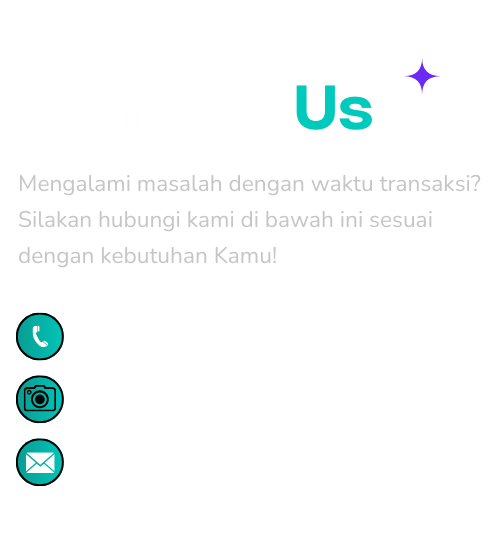 Us
Mengalami masalah dengan waktu transaksi?
Silakan hubungi kami di bawah ini sesuai
dengan kebutuhan Kamu!